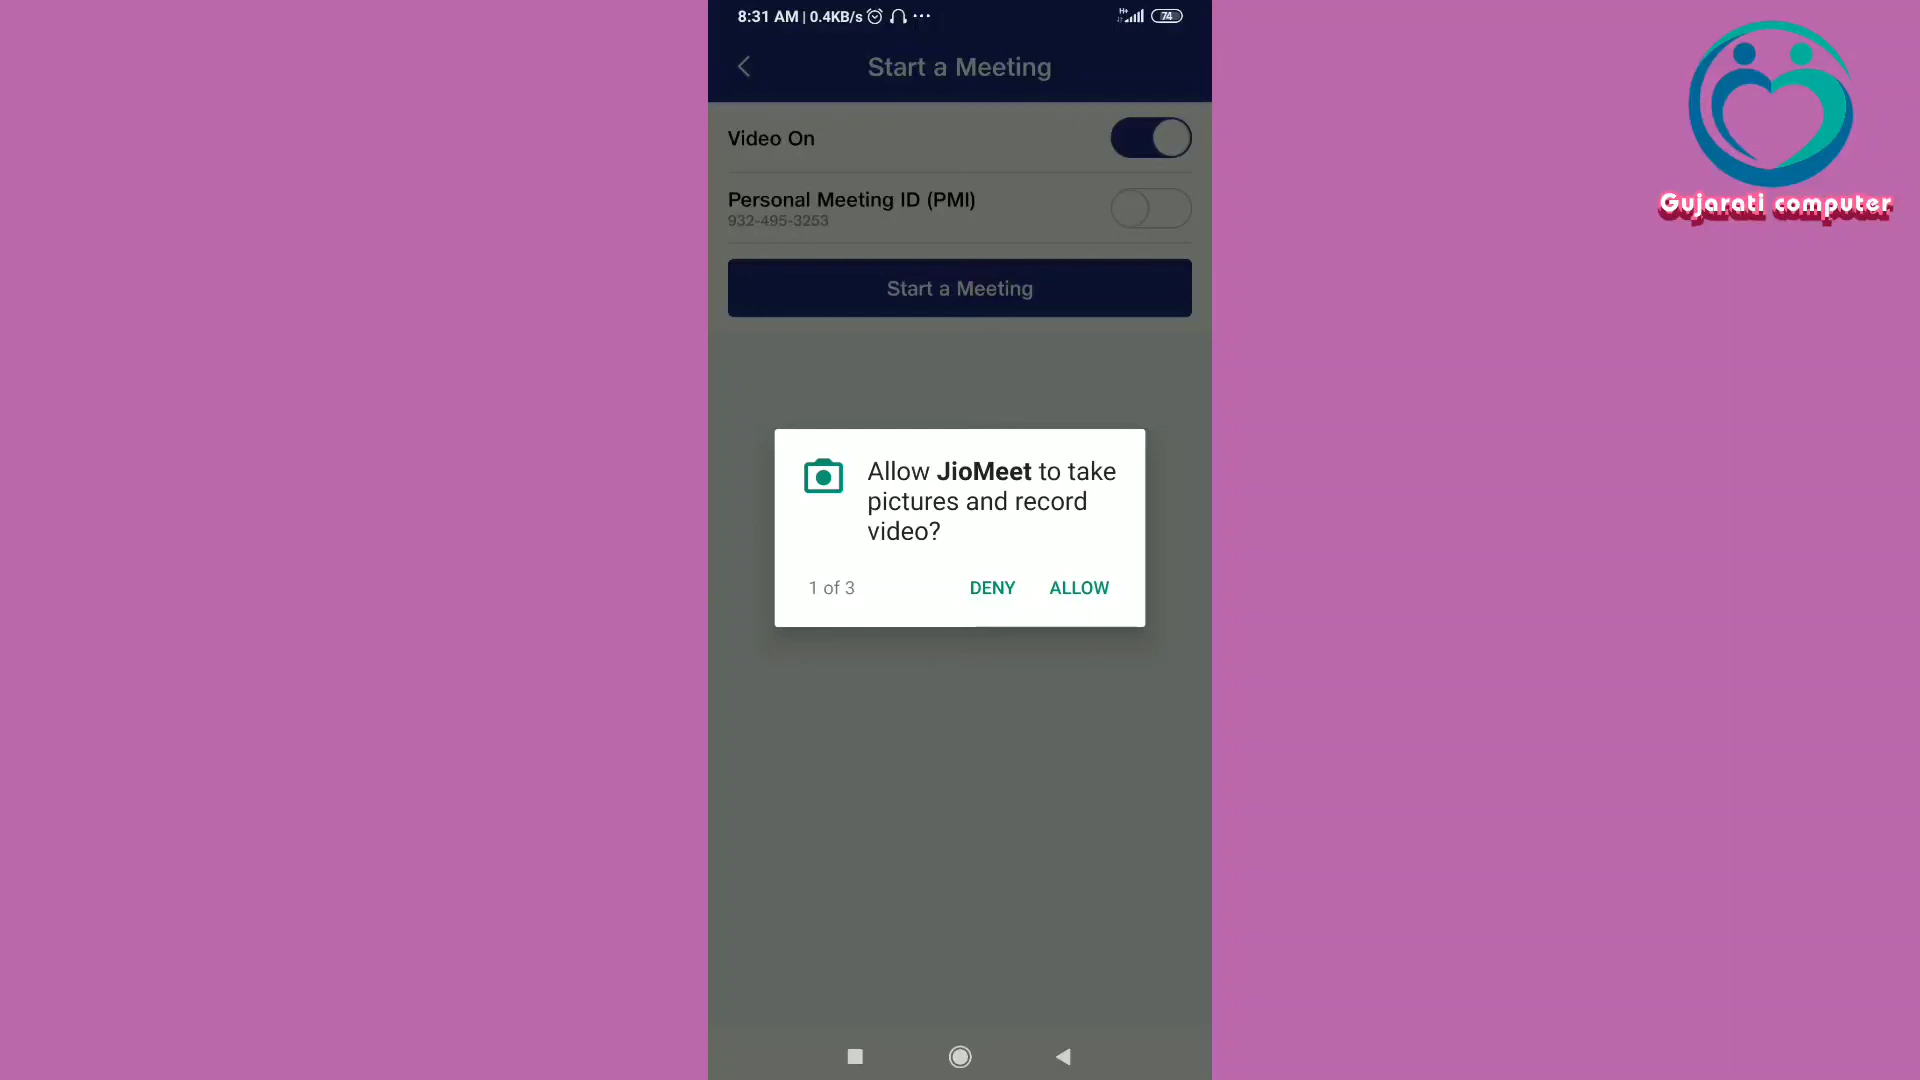 8:31 AM | 0.4KB/s ... H+ 74
Start a Meeting
Video On
Personal Meeting ID (PMI)
932-495-3253
Start a Meeting
Allow JioMeet to take
pictures and record
video?
1 of 3 DENY ALLOW
Gujarati computer